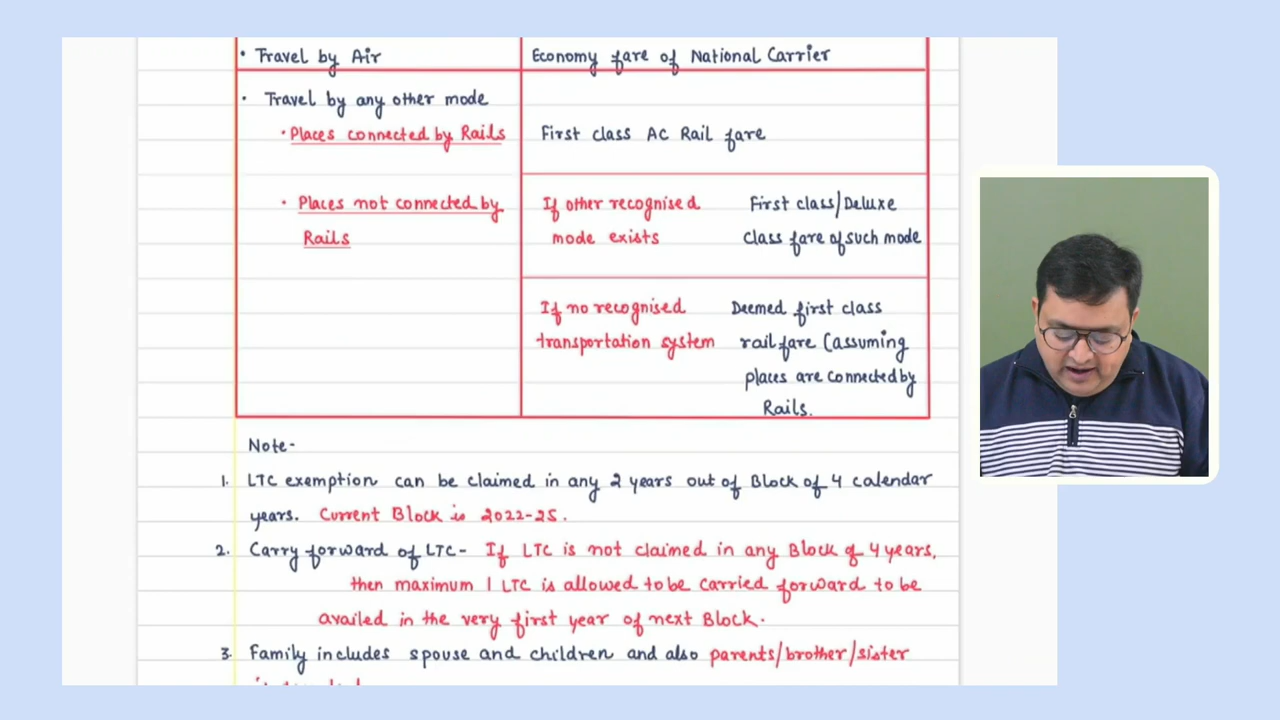 • Travel by Air
Economy fare of National Carrier
• Travel by any other mode
• Places connected by Rails
First class AC Rail fare
• Places not connected by
Rails
If other recognised
mode exists
First class/Deluxe
class fare of such mode
If no recognised
transportation system
Deemed first class
rail fare (assuming
places are connected by
Rails.
Note-
1. LTC exemption can be claimed in any 2 years out of Block of 4 calendar
years. Current Block is 2022-25.
2. Carry forward of LTC- If LTC is not claimed in any Block of 4 years,
then maximum 1 LTC is allowed to be carried forward to be
availed in the very first year of next Block.
3. Family includes spouse and children and also parents/brother/sister